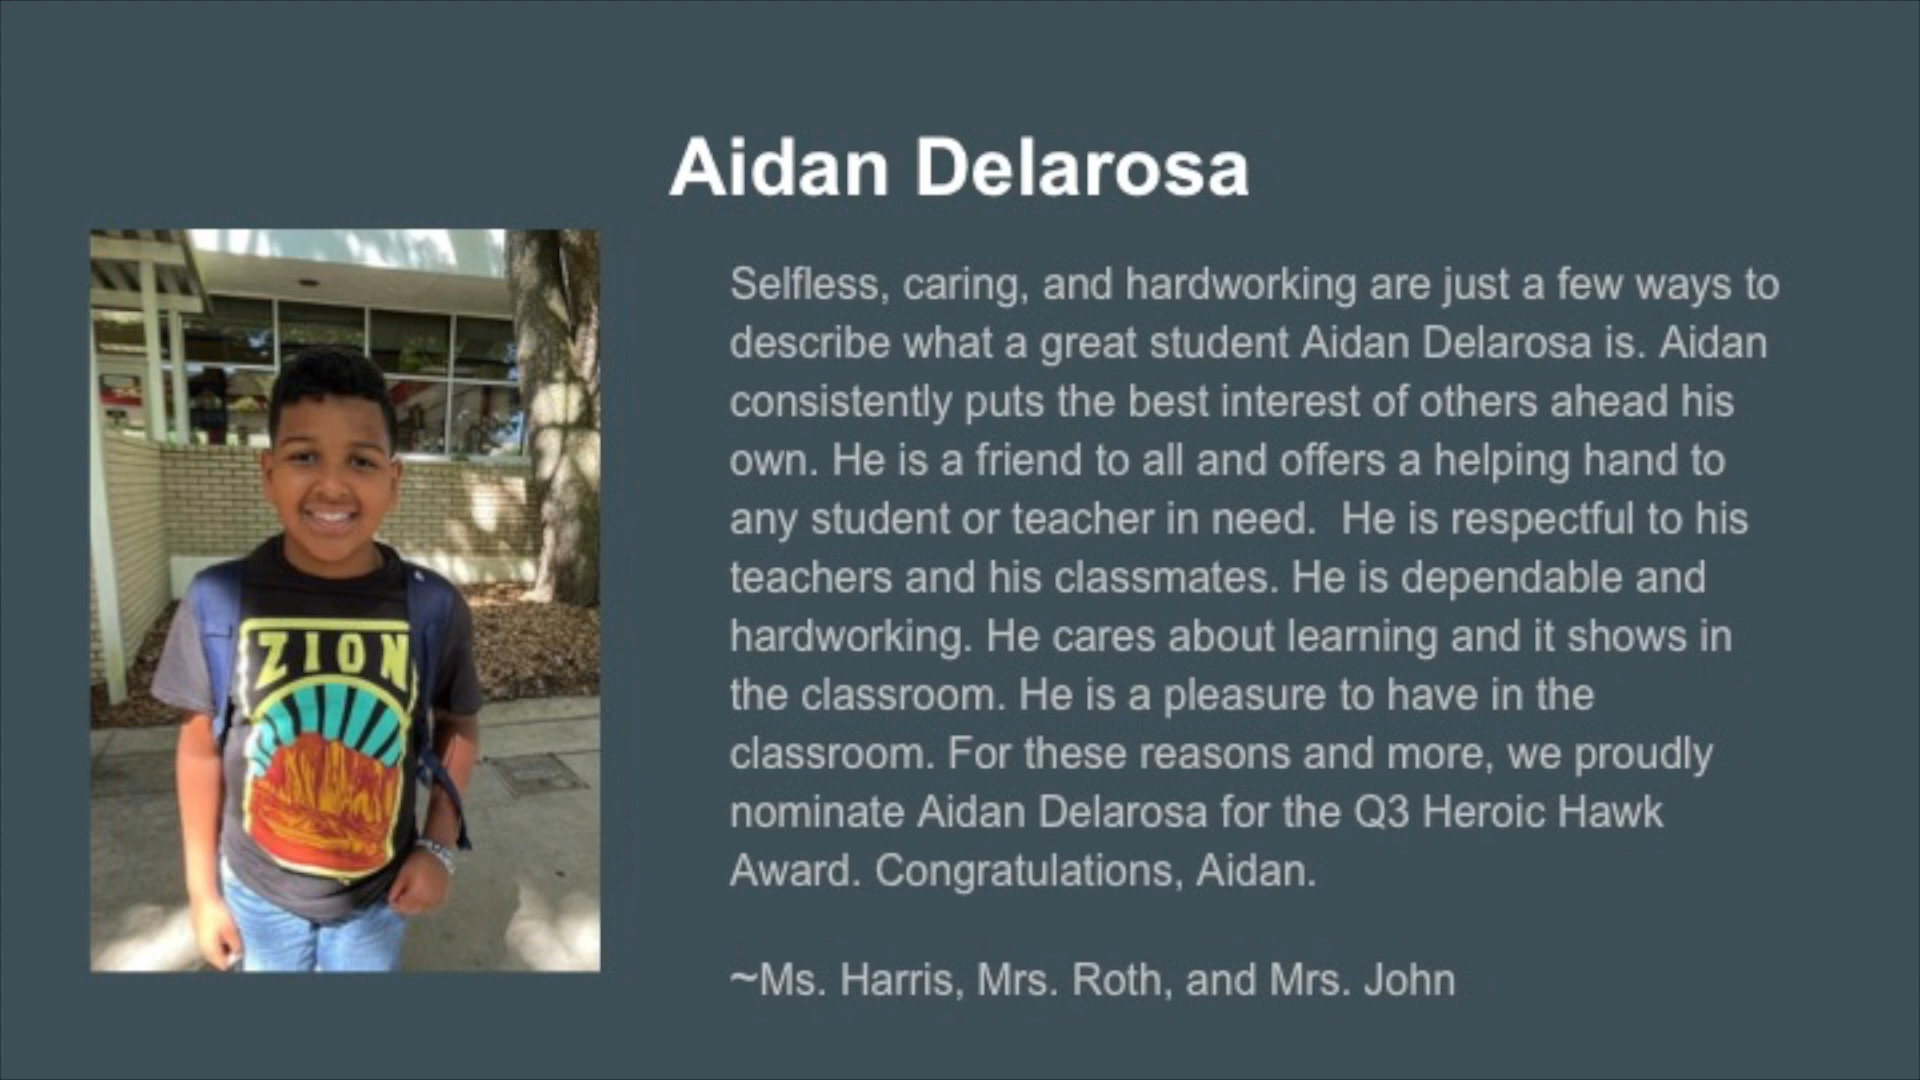 Aidan Delarosa
Selfless, caring, and hardworking are just a few ways to
describe what a great student Aidan Delarosa is. Aidan
consistently puts the best interest of others ahead his
own. He is a friend to all and offers a helping hand to
any student or teacher in need.  He is respectful to his
teachers and his classmates. He is dependable and
hardworking. He cares about learning and it shows in
the classroom. He is a pleasure to have in the
classroom. For these reasons and more, we proudly
nominate Aidan Delarosa for the Q3 Heroic Hawk
Award. Congratulations, Aidan.
~Ms. Harris, Mrs. Roth, and Mrs. John
ZION